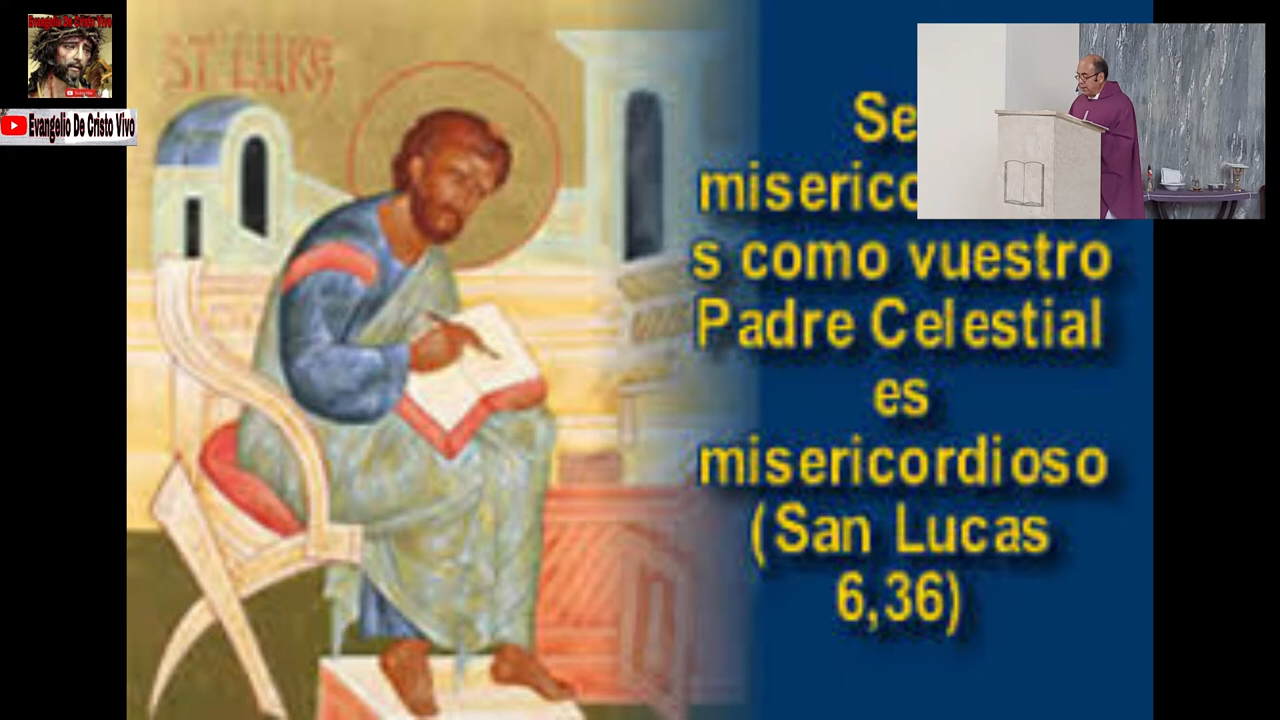 Evangelio De Cristo Vivo
Evangelio De Cristo Vivo
ST LUKE
Se
miserico
s como vuestro
Padre Celestial
es
misericordioso
(San Lucas
6,36)